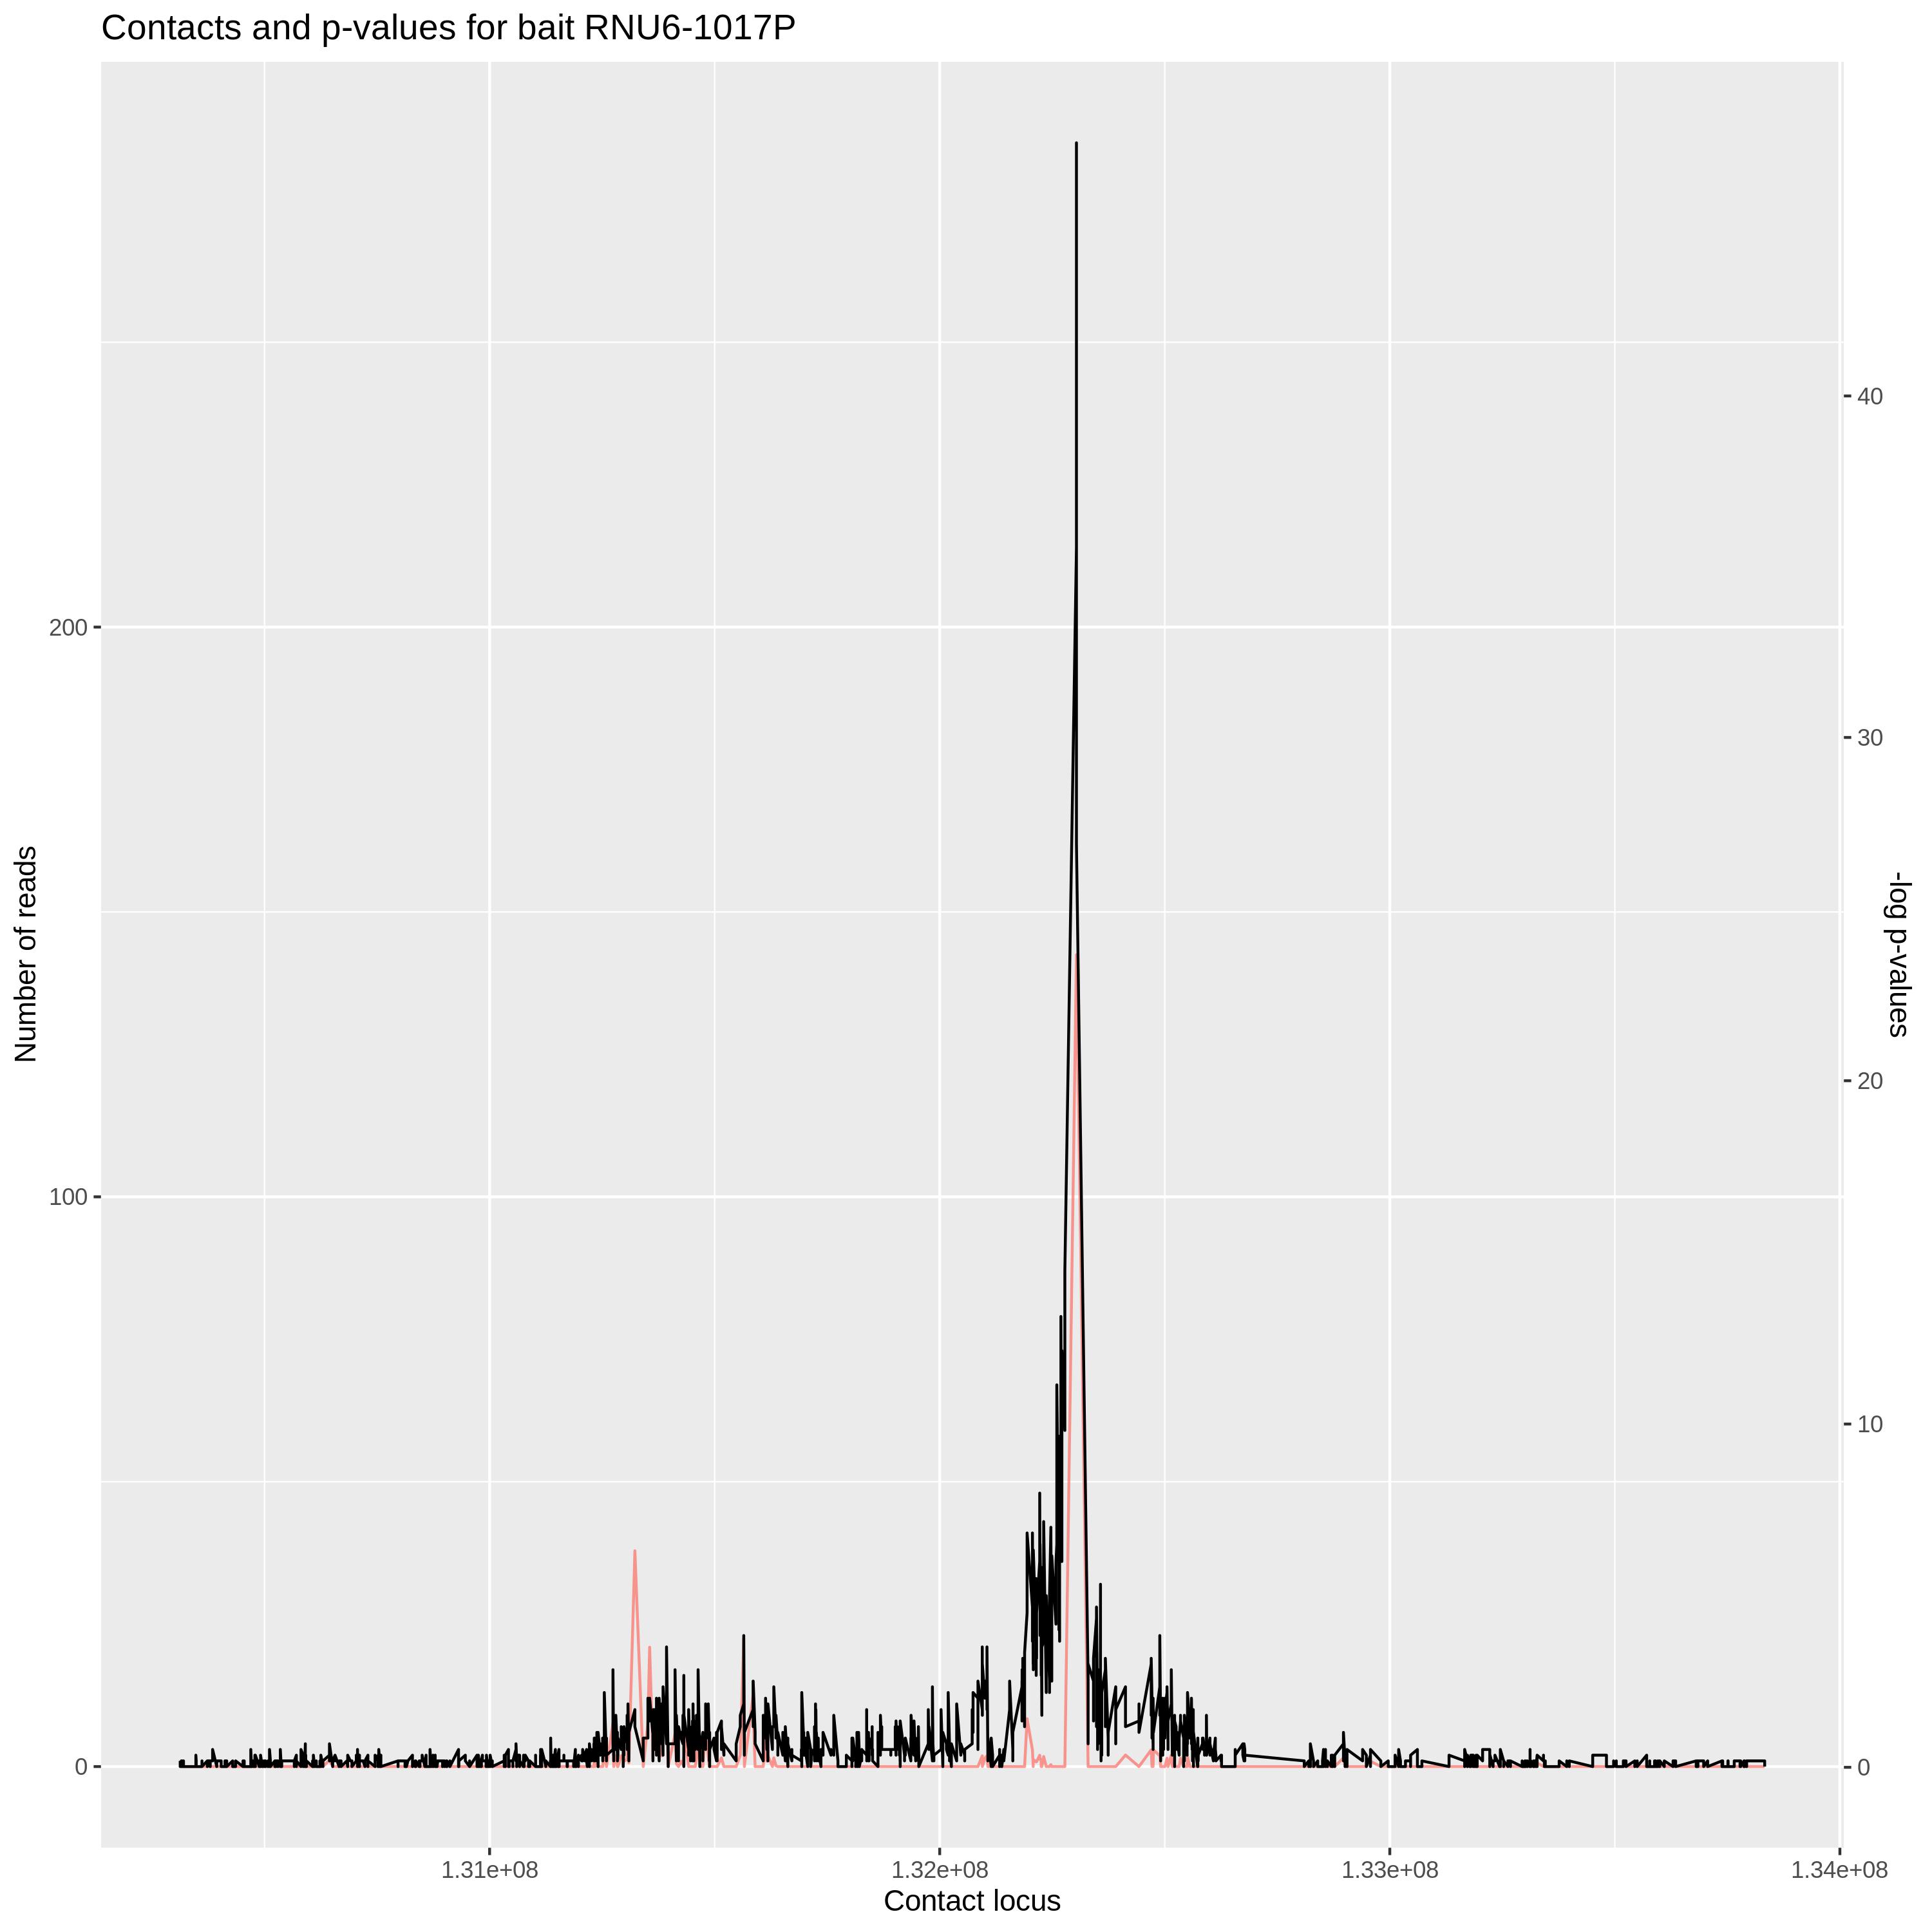 Contacts and p-values for bait RNU6-1017P
Number of reads
200
100
0
40
30
20
10
0
-log p-values
1.31e+08
1.32e+08
1.33e+08
1.34e+08
Contact locus